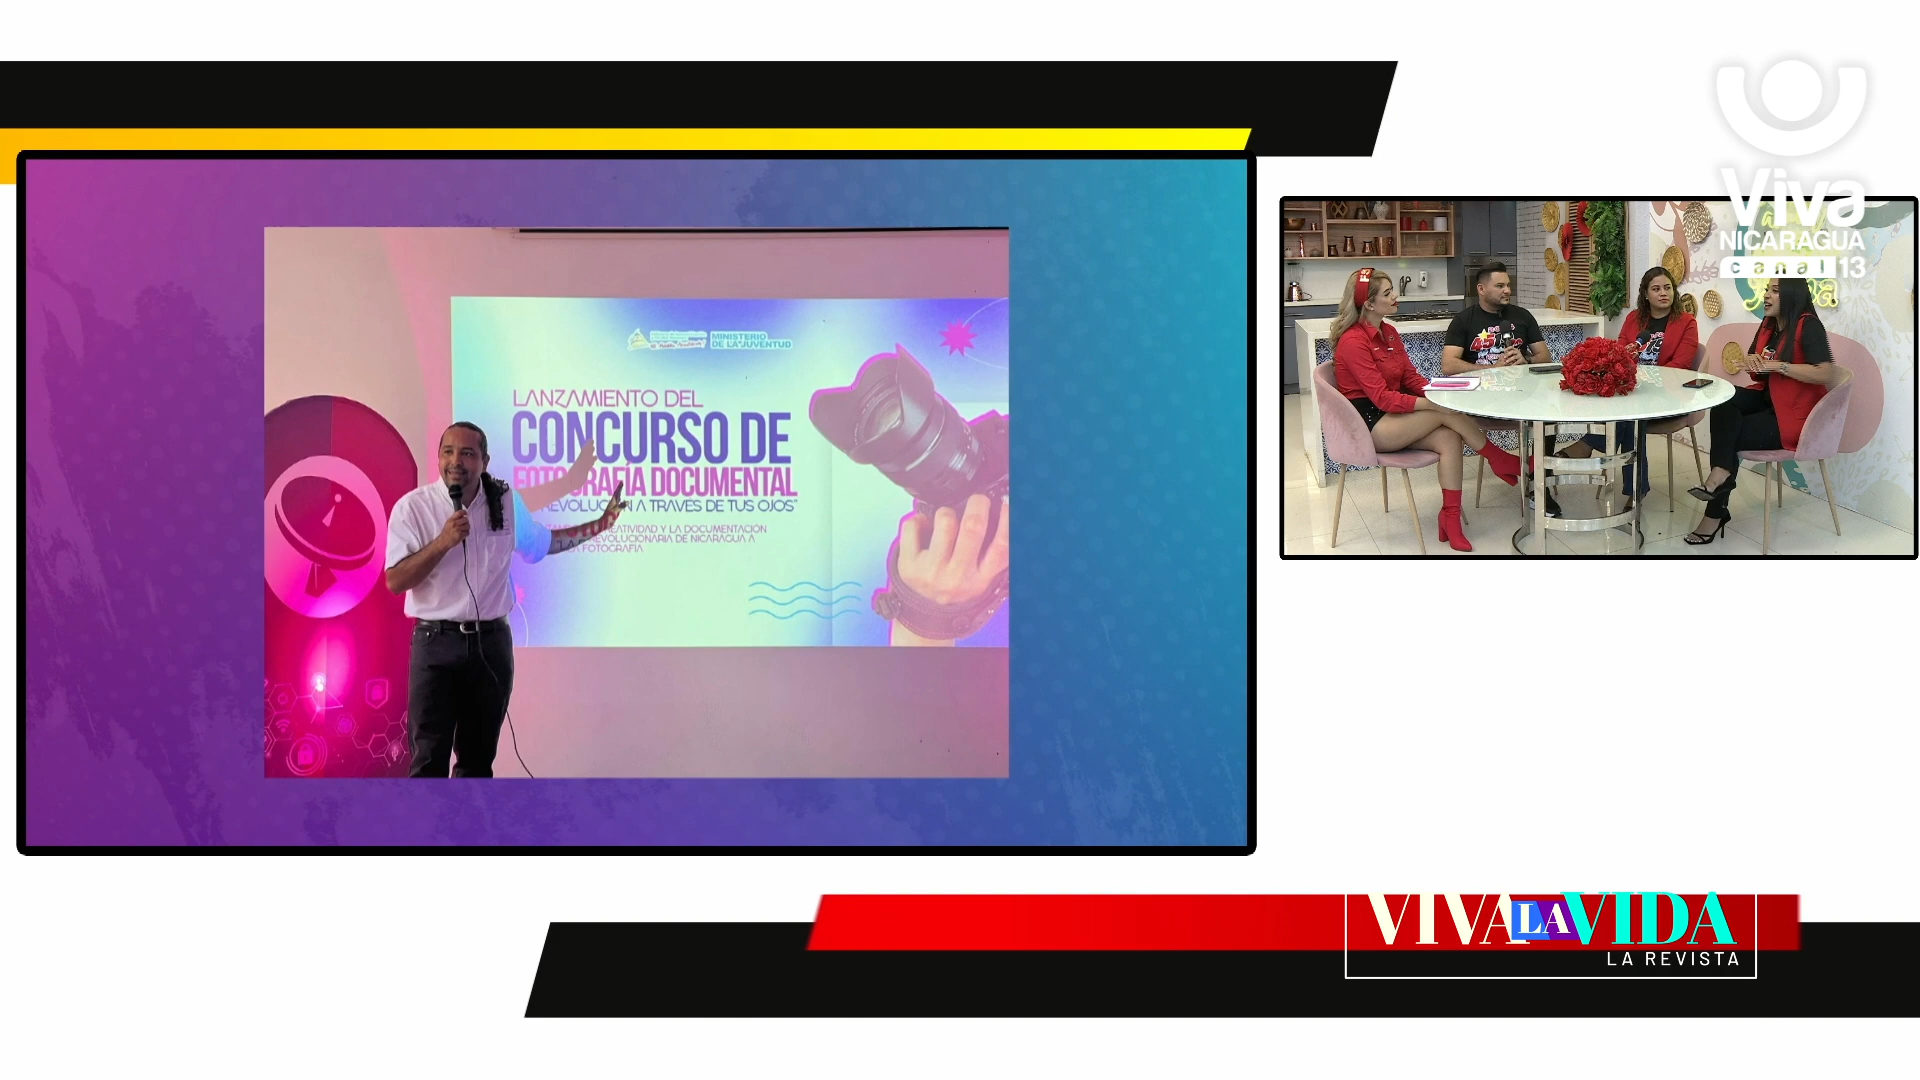 Viva
NICARAGUA
canal 13
MINISTERIO
DE LA JUVENTUD
LANZAMIENTO DEL
CONCURSO DE
FOTOGRAFÍA DOCUMENTAL
A TRAVÉS DE TUS OJOS"
Y LA DOCUMENTACIÓN
REVOLUCIONARIA DE NICARAGUA A
FOTOGRAFÍA
VIVA LA VIDA
LA REVISTA